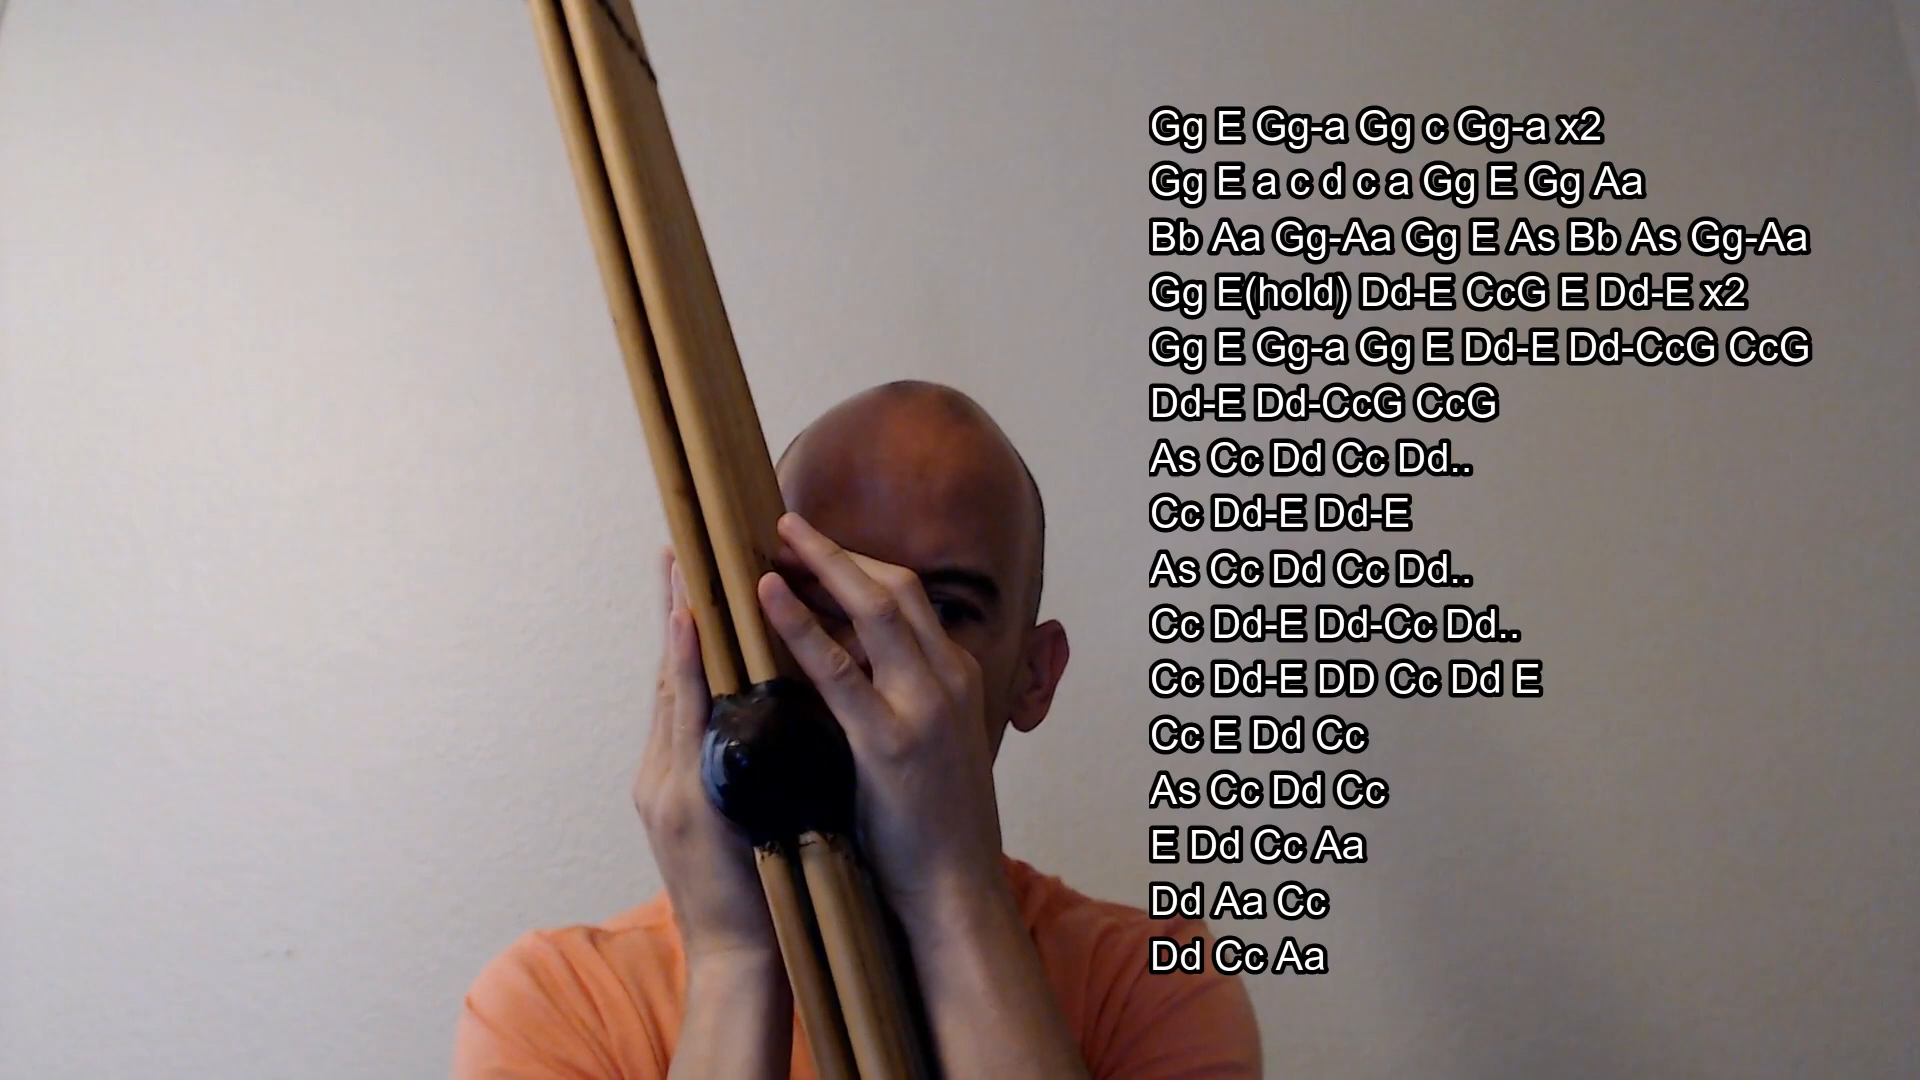 Gg E Gg-a Gg c Gg-a x2
Gg E a c d c a Gg E Gg Aa
Bb Aa Gg-Aa Gg E As Bb As Gg-Aa
Gg E(hold) Dd-E CcG E Dd-E x2
Gg E Gg-a Gg E Dd-E Dd-CcG CcG
Dd-E Dd-CcG CcG
As Cc Dd Cc Dd..
Cc Dd-E Dd-E
As Cc Dd Cc Dd..
Cc Dd-E Dd-Cc Dd..
Cc Dd-E DD Cc Dd E
Cc E Dd Cc
As Cc Dd Cc
E Dd Cc Aa
Dd Aa Cc
Dd Cc Aa